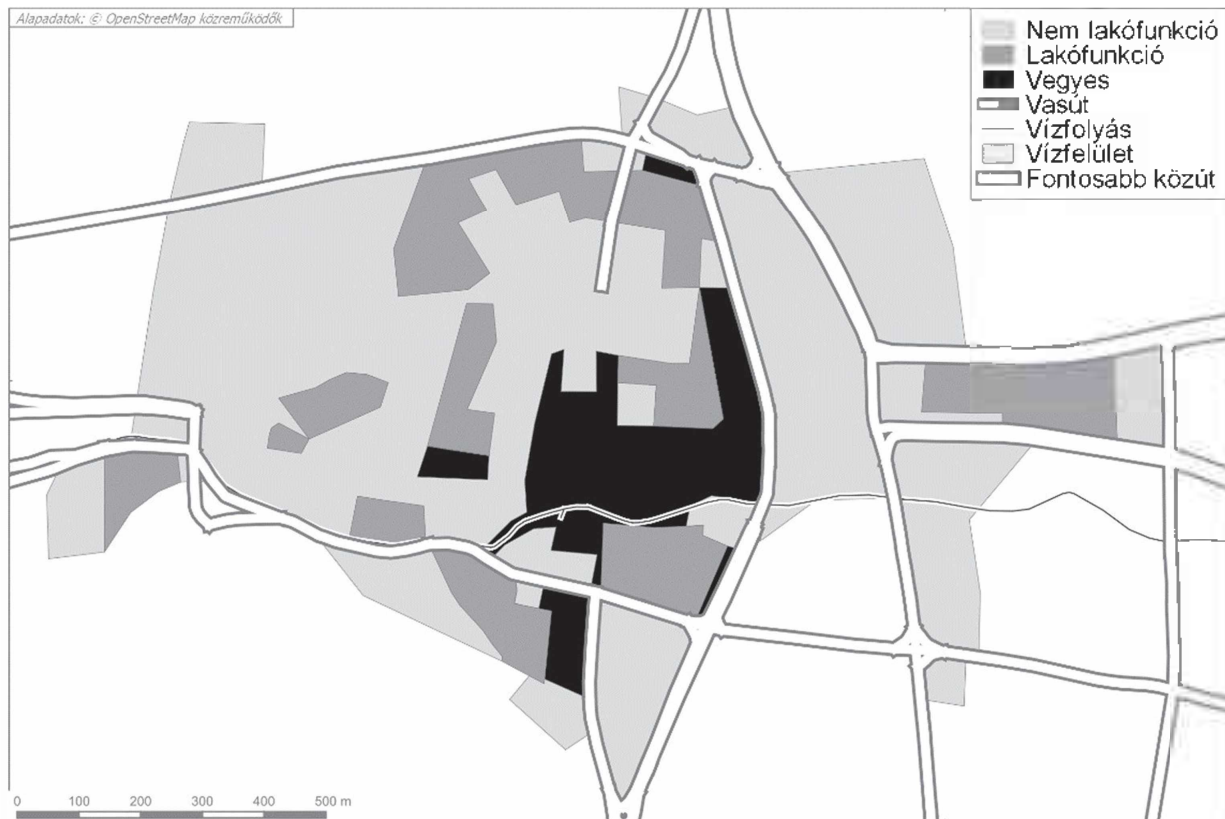 Alapadatok: © OpenStreetMap közreműködők
Nem lakófunkció
Lakófunkció
Vegyes
Vasút
Vízfolyás
Vízfelület
Fontosabb közút
0 100 200 300 400 500 m